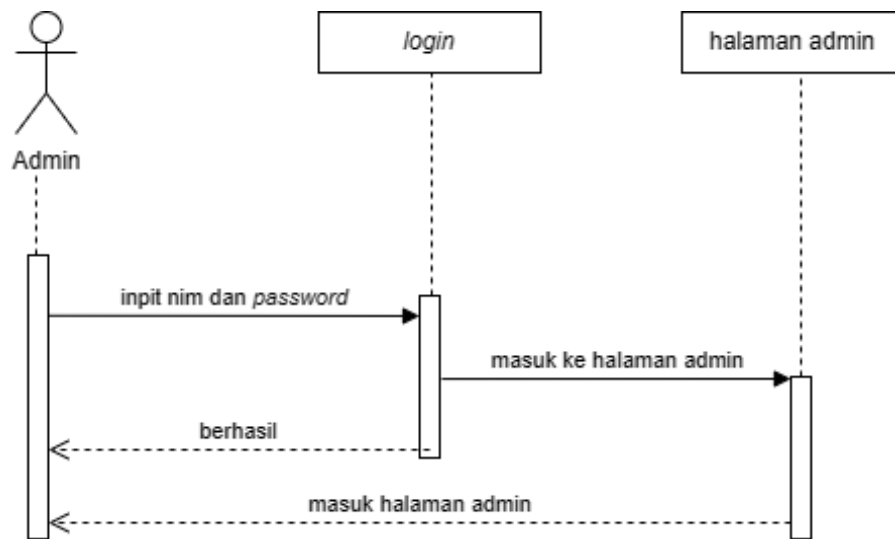 login
halaman admin
Admin
inpit nim dan password
masuk ke halaman admin
berhasil
masuk halaman admin